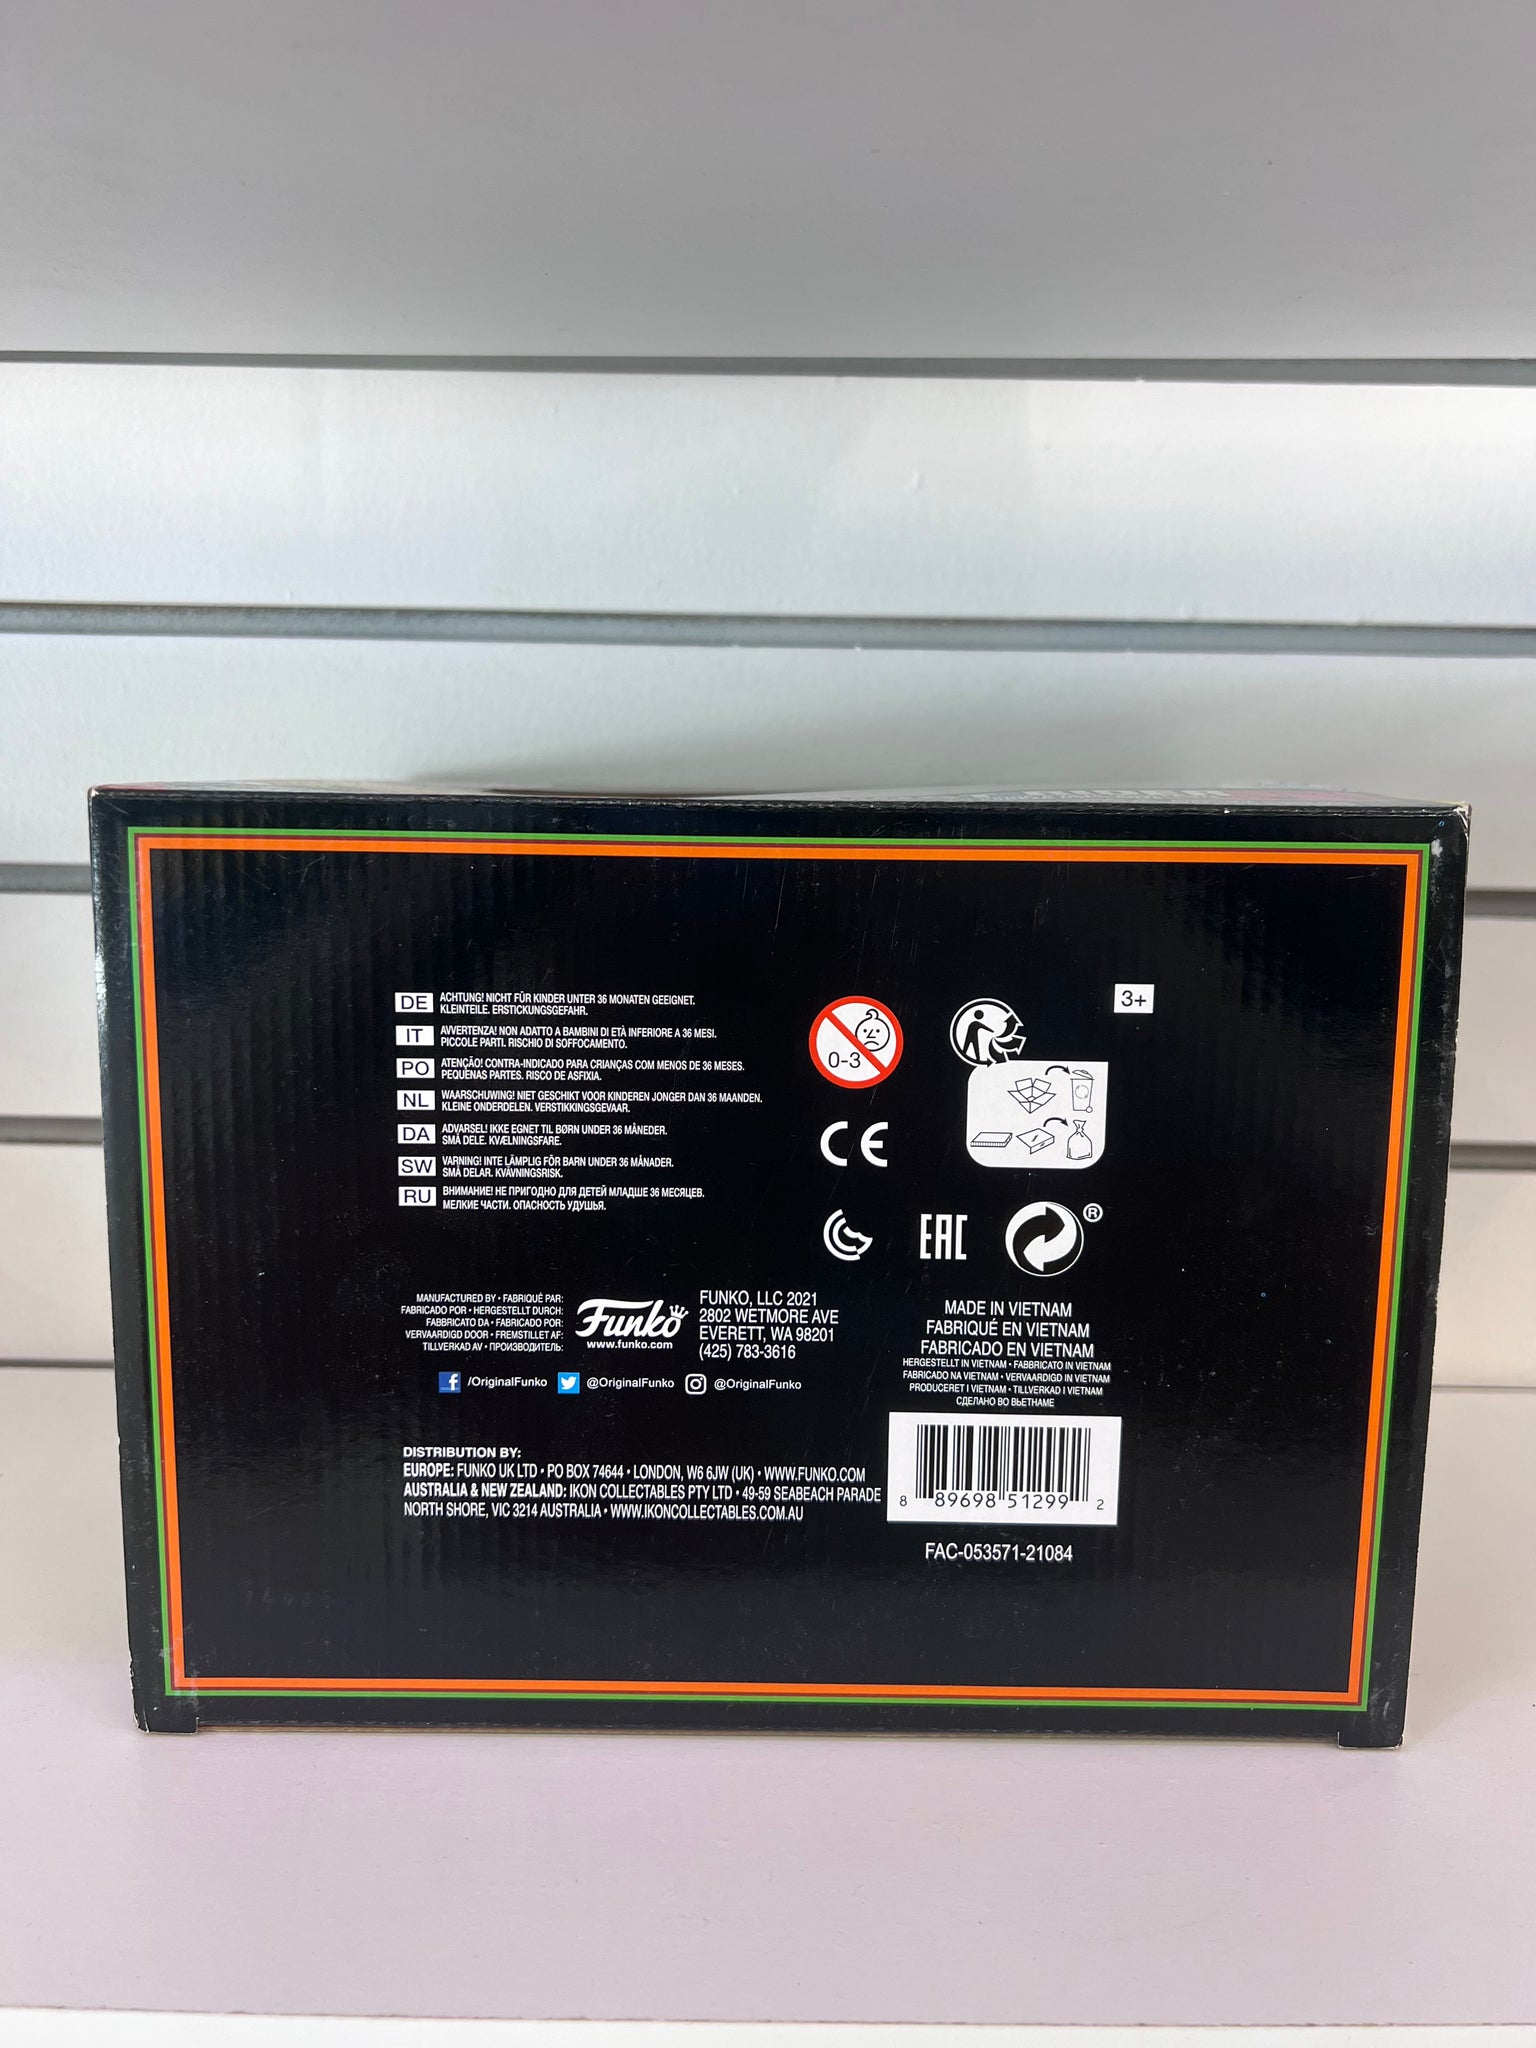 DE ACHTUNG! NICHT FÜR KINDER UNTER 36 MONATEN GEEIGNET.
KLEINTEILE. ERSTICKUNGSGEFAHR.
IT AVVERTENZA! NON ADATTO A BAMBINI DI ETÀ INFERIORE A 36 MESI.
PICCOLE PARTI. RISCHIO DI SOFFOCAMENTO.
PO ATENÇÃO! CONTRA-INDICADO PARA CRIANÇAS COM MENOS DE 36 MESES.
PEQUENAS PARTES. RISCO DE ASFIXIA.
NL WAARSCHUWING! NIET GESCHIKT VOOR KINDEREN JONGER DAN 36 MAANDEN.
KLEINE ONDERDELEN. VERSTIKKINGSGEVAAR.
DA ADVARSEL! IKKE EGNET TIL BØRN UNDER 36 MÅNEDER.
SMÅ DELE. KVÆLNINGSFARE.
SW VARNING! INTE LÄMPLIG FÖR BARN UNDER 36 MÅNADER.
SMÅ DELAR. KVÄVNINGSRISK.
RU ВНИМАНИЕ! НЕ ПРИГОДНО ДЛЯ ДЕТЕЙ МЛАДШЕ 36 МЕСЯЦЕВ.
МЕЛКИЕ ЧАСТИ. ОПАСНОСТЬ УДУШЬЯ.
0-3
3+
CE
EAC
®
MANUFACTURED BY • FABRIQUÉ PAR:
FABRICADO POR • HERGESTELLT DURCH:
FABBRICATO DA • FABRICADO POR:
VERVAARDIGD DOOR • FREMSTILLET AF:
TILLVERKAD AV • ПРОИЗВОДИТЕЛЬ:
Funko
www.funko.com
FUNKO, LLC 2021
2802 WETMORE AVE
EVERETT, WA 98201
(425) 783-3616
/OriginalFunko @OriginalFunko @OriginalFunko
MADE IN VIETNAM
FABRIQUÉ EN VIETNAM
FABRICADO EN VIETNAM
HERGESTELLT IN VIETNAM • FABBRICATO IN VIETNAM
FABRICADO NA VIETNAM • VERVAARDIGD IN VIETNAM
PRODUCERET I VIETNAM • TILLVERKAD I VIETNAM
СДЕЛАНО ВО ВЬЕТНАМЕ
DISTRIBUTION BY:
EUROPE: FUNKO UK LTD • PO BOX 74644 • LONDON, W6 6JW (UK) • WWW.FUNKO.COM
AUSTRALIA & NEW ZEALAND: IKON COLLECTABLES PTY LTD • 49-59 SEABEACH PARADE
NORTH SHORE, VIC 3214 AUSTRALIA • WWW.IKONCOLLECTABLES.COM.AU
8 89698 51299 2
FAC-053571-21084